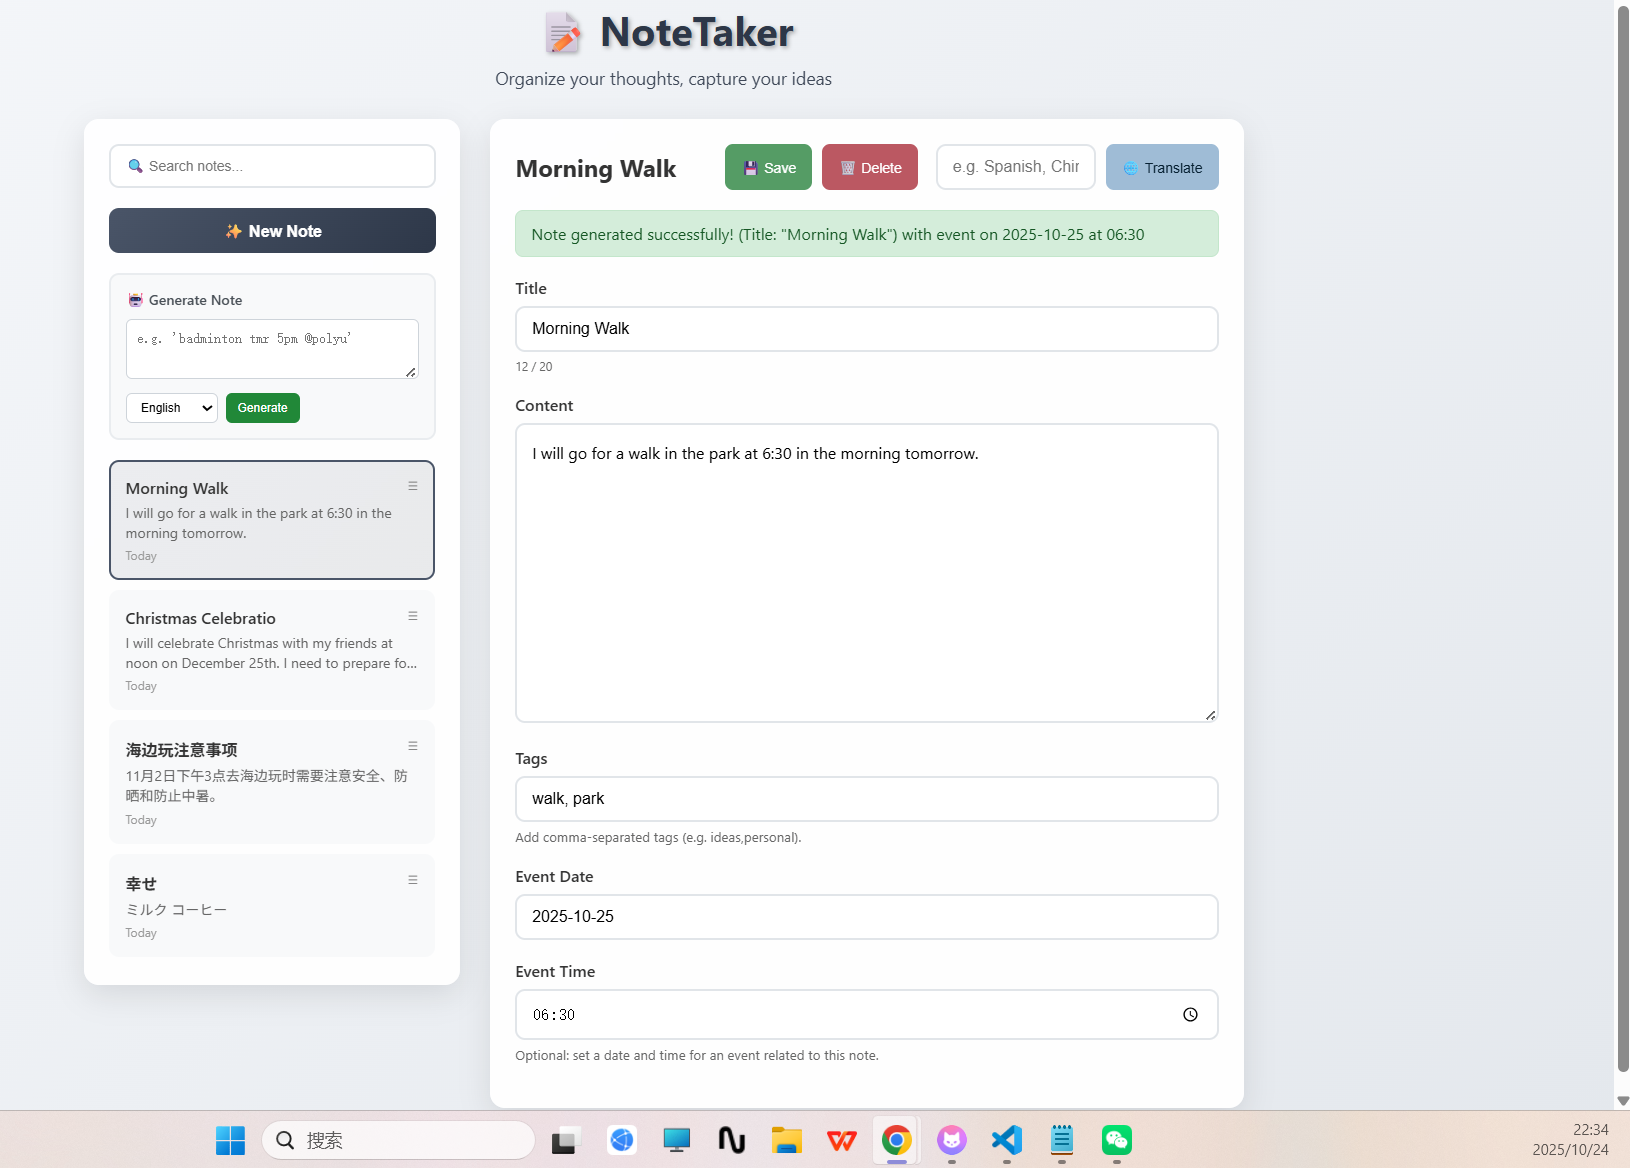 NoteTaker
Organize your thoughts, capture your ideas
Search notes...
New Note
Generate Note
e.g. 'badminton tmr 5pm @polyu'
English
Generate
Morning Walk
I will go for a walk in the park at 6:30 in the
morning tomorrow.
Today
Christmas Celebratio
I will celebrate Christmas with my friends at
noon on December 25th. I need to prepare fo...
Today
海边玩注意事项
11月2日下午3点去海边玩时需要注意安全、防
晒和防止中暑。
Today
幸せ
ミルク コーヒー
Today
Morning Walk
Save
Delete
e.g. Spanish, Chir
Translate
Note generated successfully! (Title: "Morning Walk") with event on 2025-10-25 at 06:30
Title
Morning Walk
12 / 20
Content
I will go for a walk in the park at 6:30 in the morning tomorrow.
Tags
walk, park
Add comma-separated tags (e.g. ideas,personal).
Event Date
2025-10-25
Event Time
06:30
Optional: set a date and time for an event related to this note.
搜索
22:34
2025/10/24